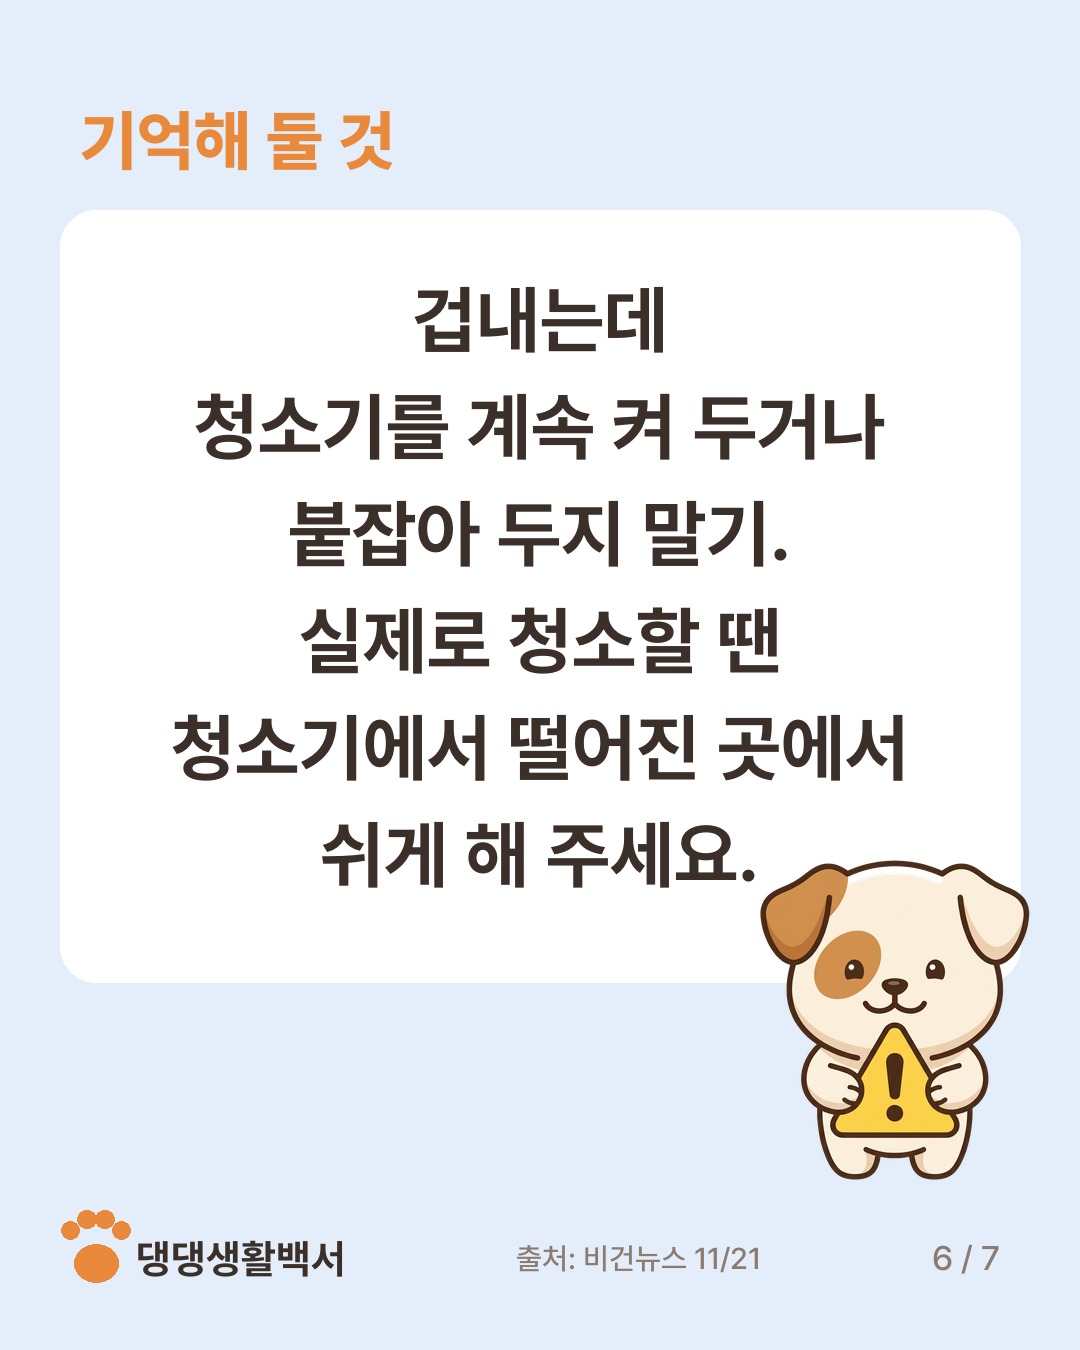 기억해 둘 것
겁내는데
청소기를 계속 켜 두거나
붙잡아 두지 말기.
실제로 청소할 땐
청소기에서 떨어진 곳에서
쉬게 해 주세요.
댕댕생활백서
출처: 비건뉴스 11/21
6 / 7